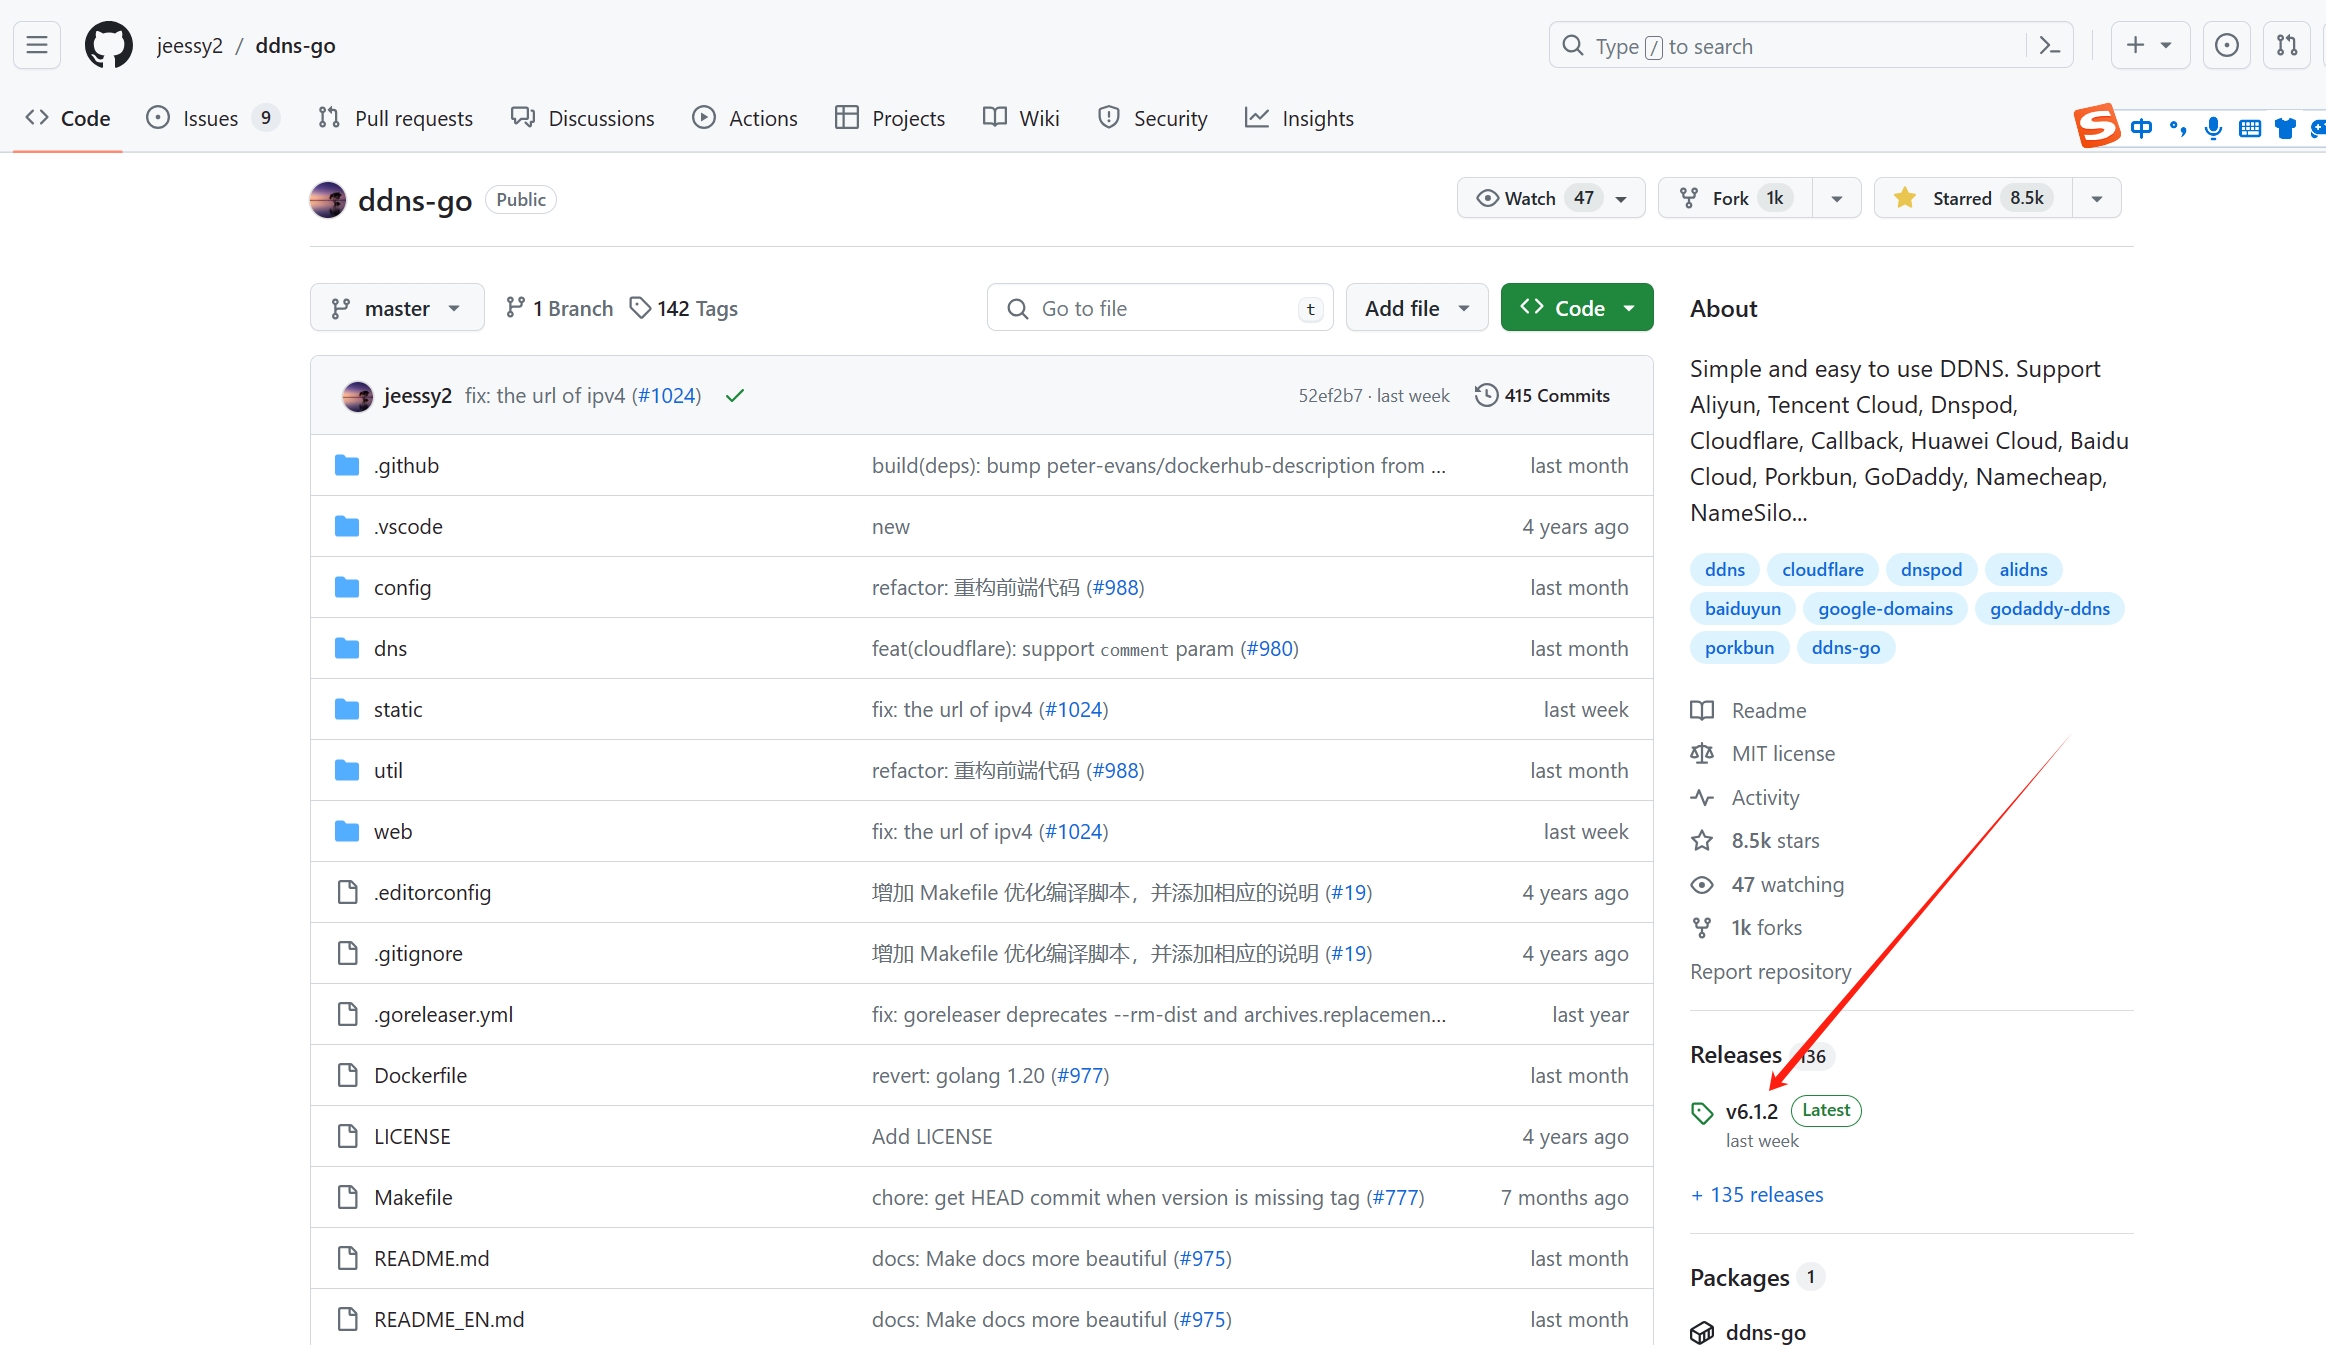 jeessy2 / ddns-go
Type / to search
Code
Issues 9
Pull requests
Discussions
Actions
Projects
Wiki
Security
Insights
中
ddns-go Public
Watch 47
Fork 1k
Starred 8.5k
master
1 Branch
142 Tags
Go to file t
Add file
Code
jeessy2 fix: the url of ipv4 (#1024) 52ef2b7 · last week 415 Commits
.github build(deps): bump peter-evans/dockerhub-description from ... last month
.vscode new 4 years ago
config refactor: 重构前端代码 (#988) last month
dns feat(cloudflare): support comment param (#980) last month
static fix: the url of ipv4 (#1024) last week
util refactor: 重构前端代码 (#988) last month
web fix: the url of ipv4 (#1024) last week
.editorconfig 增加 Makefile 优化编译脚本，并添加相应的说明 (#19) 4 years ago
.gitignore 增加 Makefile 优化编译脚本，并添加相应的说明 (#19) 4 years ago
.goreleaser.yml fix: goreleaser deprecates --rm-dist and archives.replacemen... last year
Dockerfile revert: golang 1.20 (#977) last month
LICENSE Add LICENSE 4 years ago
Makefile chore: get HEAD commit when version is missing tag (#777) 7 months ago
README.md docs: Make docs more beautiful (#975) last month
README_EN.md docs: Make docs more beautiful (#975) last month
About
Simple and easy to use DDNS. Support
Aliyun, Tencent Cloud, Dnspod,
Cloudflare, Callback, Huawei Cloud, Baidu
Cloud, Porkbun, GoDaddy, Namecheap,
NameSilo...
ddns cloudflare dnspod alidns
baiduyun google-domains godaddy-ddns
porkbun ddns-go
Readme
MIT license
Activity
8.5k stars
47 watching
1k forks
Report repository
Releases 136
v6.1.2 Latest
last week
+ 135 releases
Packages 1
ddns-go